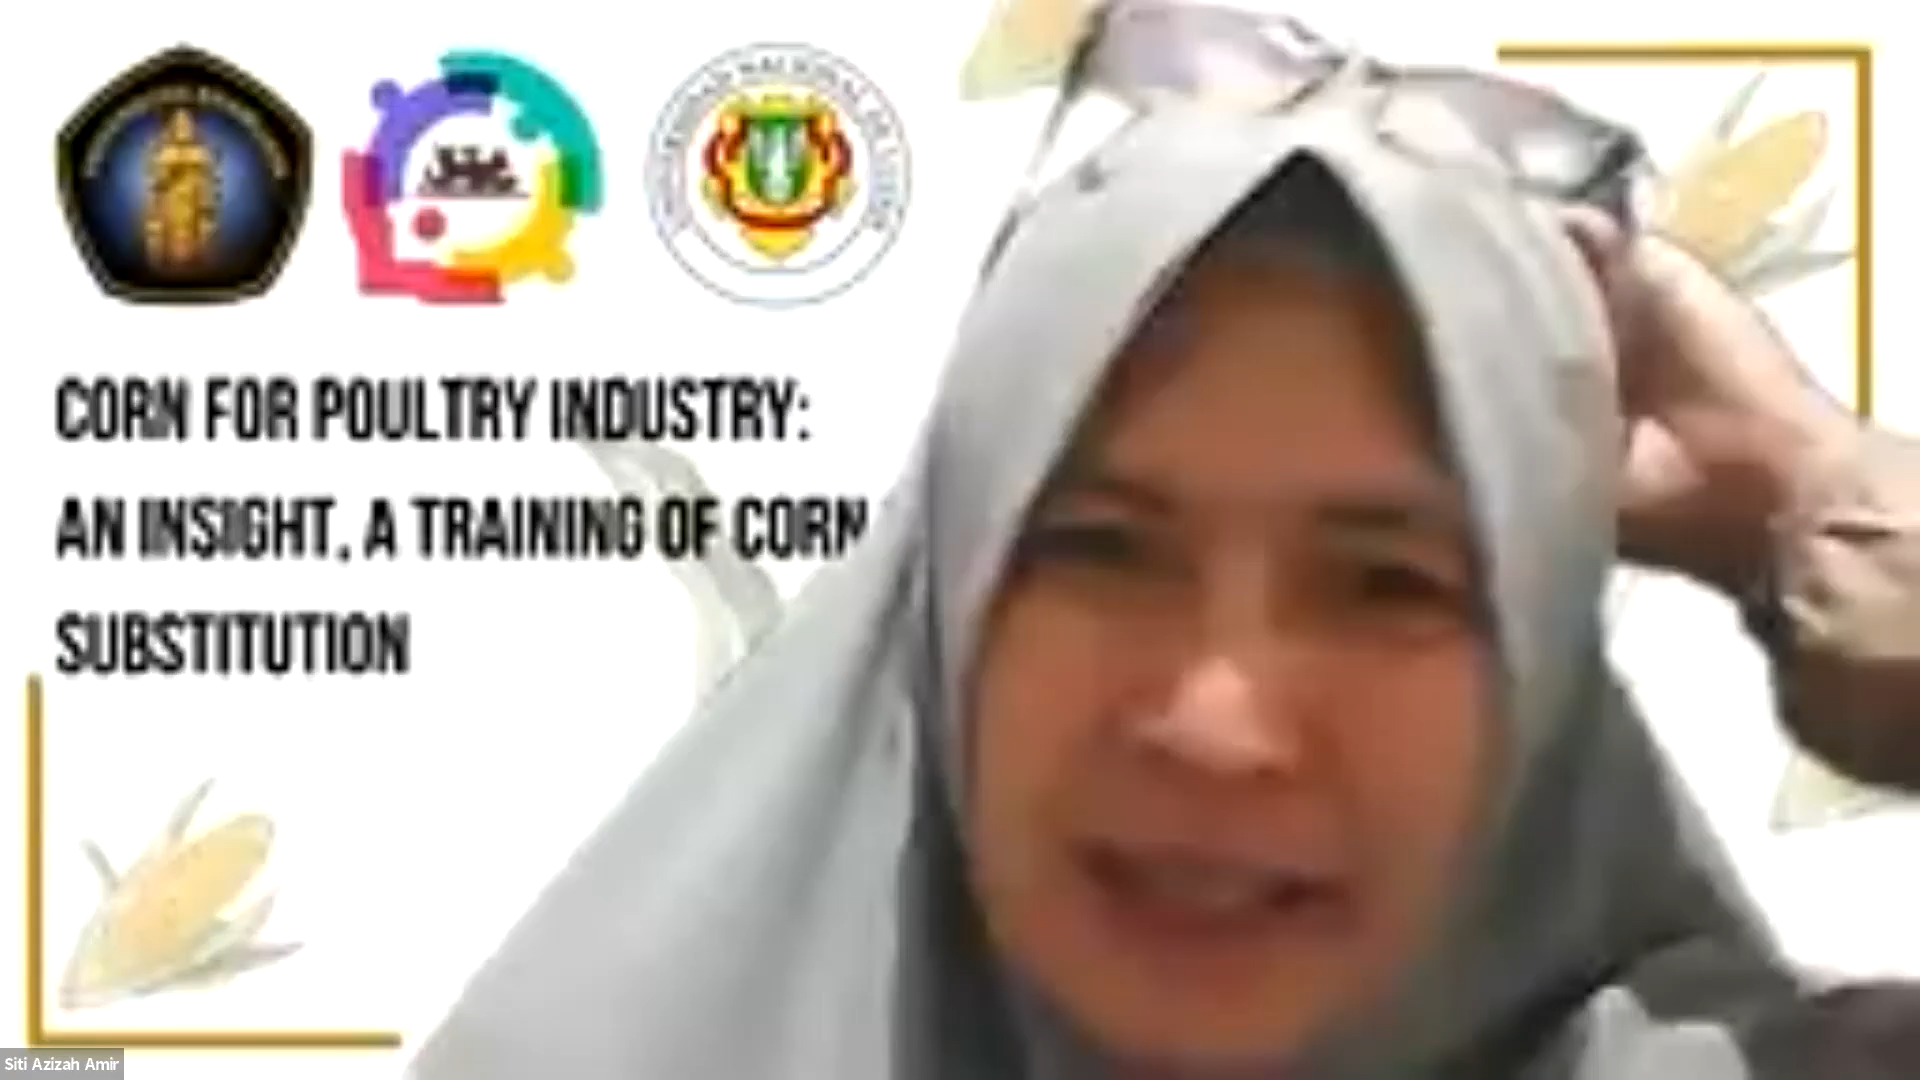 CORN FOR POULTRY INDUSTRY:
AN INSIGHT, A TRAINING OF CORN
SUBSTITUTION
Siti Azizah Amir